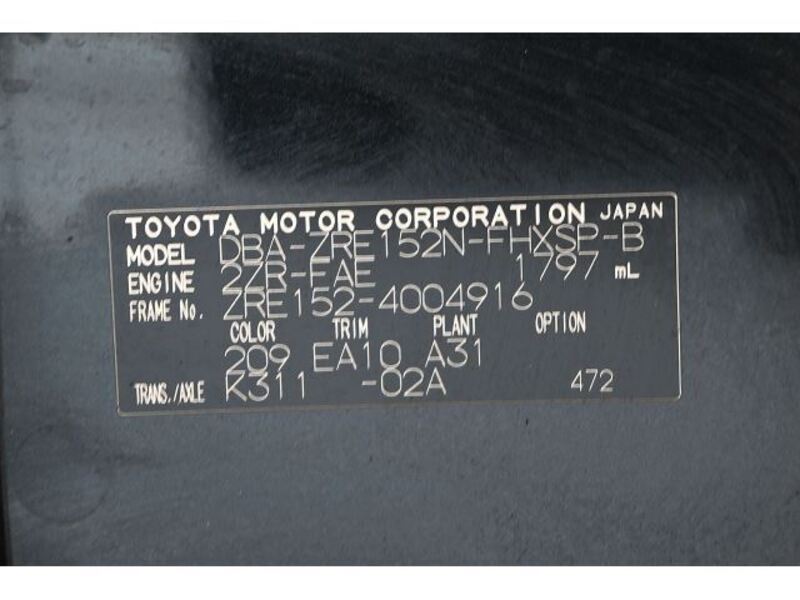 TOYOTA MOTOR CORPORATION JAPAN
MODEL DBA-ZRE152N-FHXSP-B
ENGINE 2ZR-FAE 1797 mL
FRAME No. ZRE152-4004916
COLOR TRIM PLANT OPTION
209 EA10 A31
TRANS./AXLE K311 -02A 472